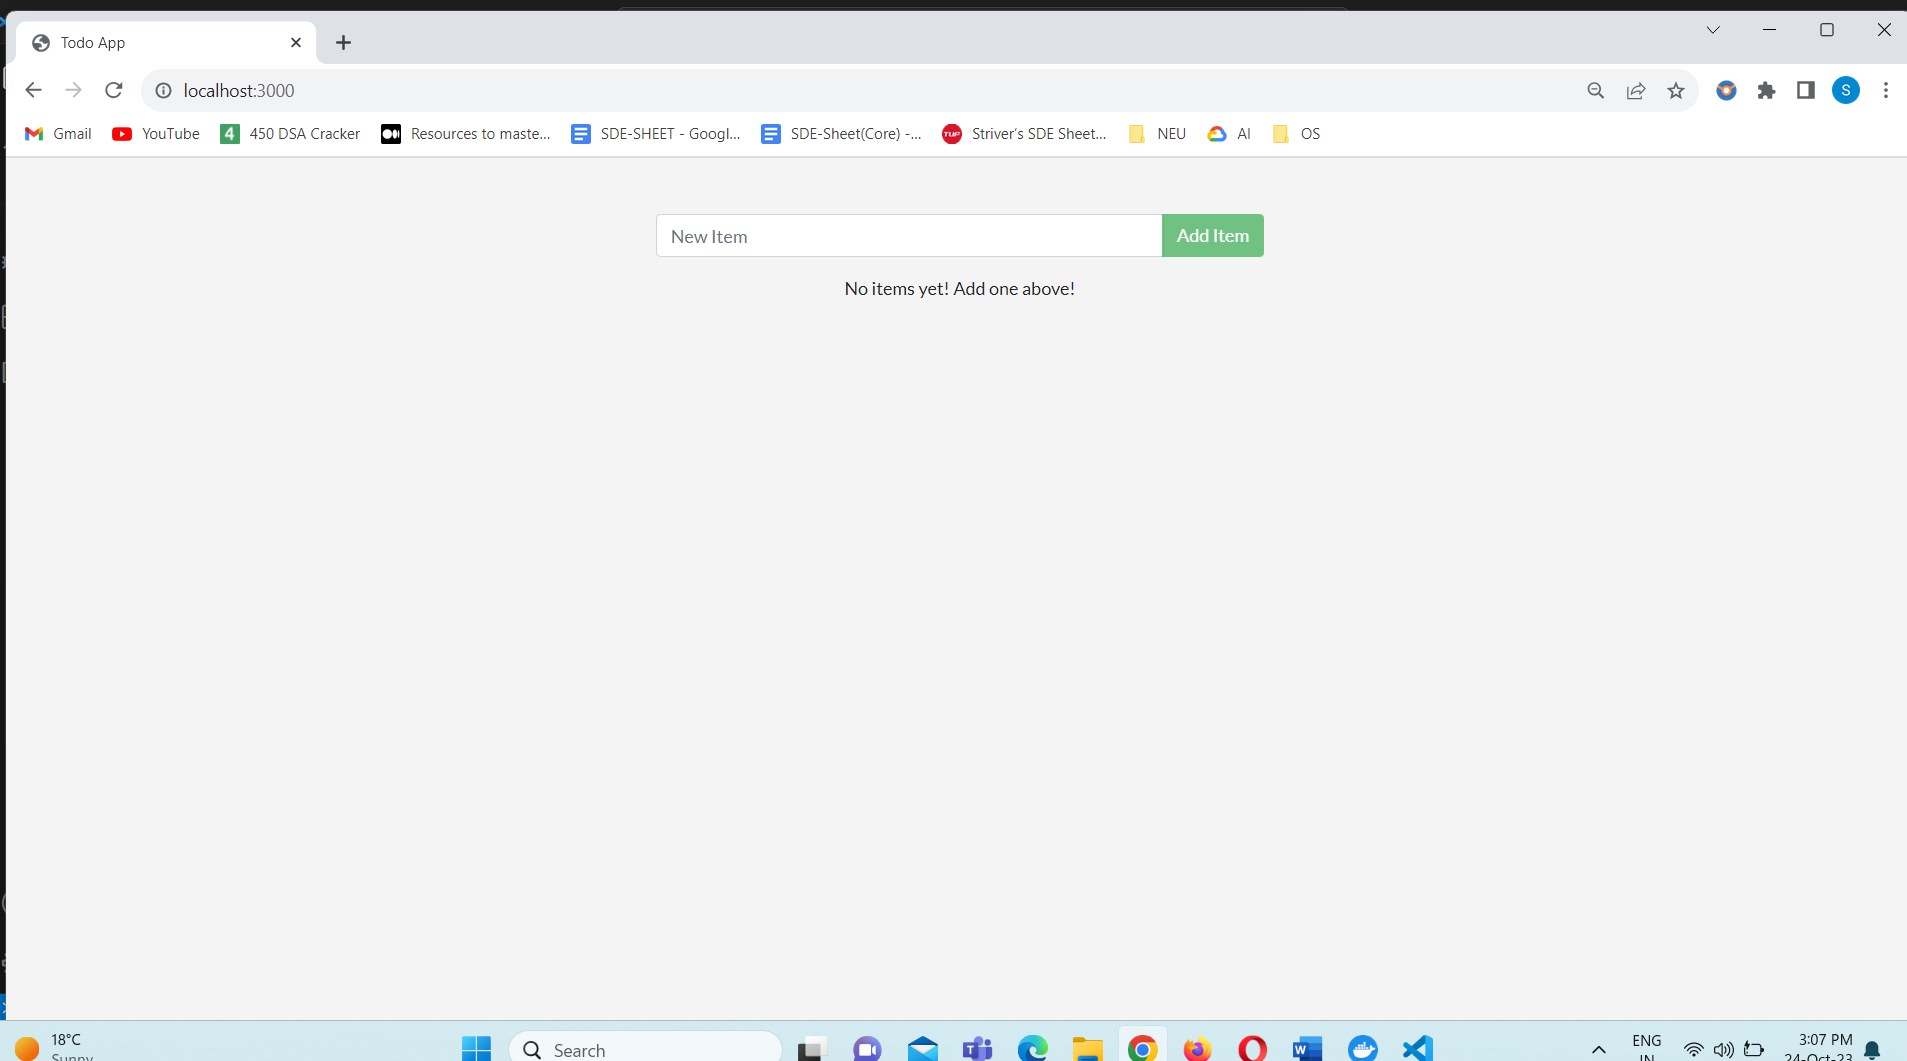 Todo App
localhost:3000
S
Gmail
YouTube
4
450 DSA Cracker
Resources to maste...
SDE-SHEET - Googl...
SDE-Sheet(Core) -...
TUF
Striver's SDE Sheet...
NEU
AI
OS
New Item
Add Item
No items yet! Add one above!
18°C
Sunny
Search
W
ENG
IN
3:07 PM
24-Oct-23